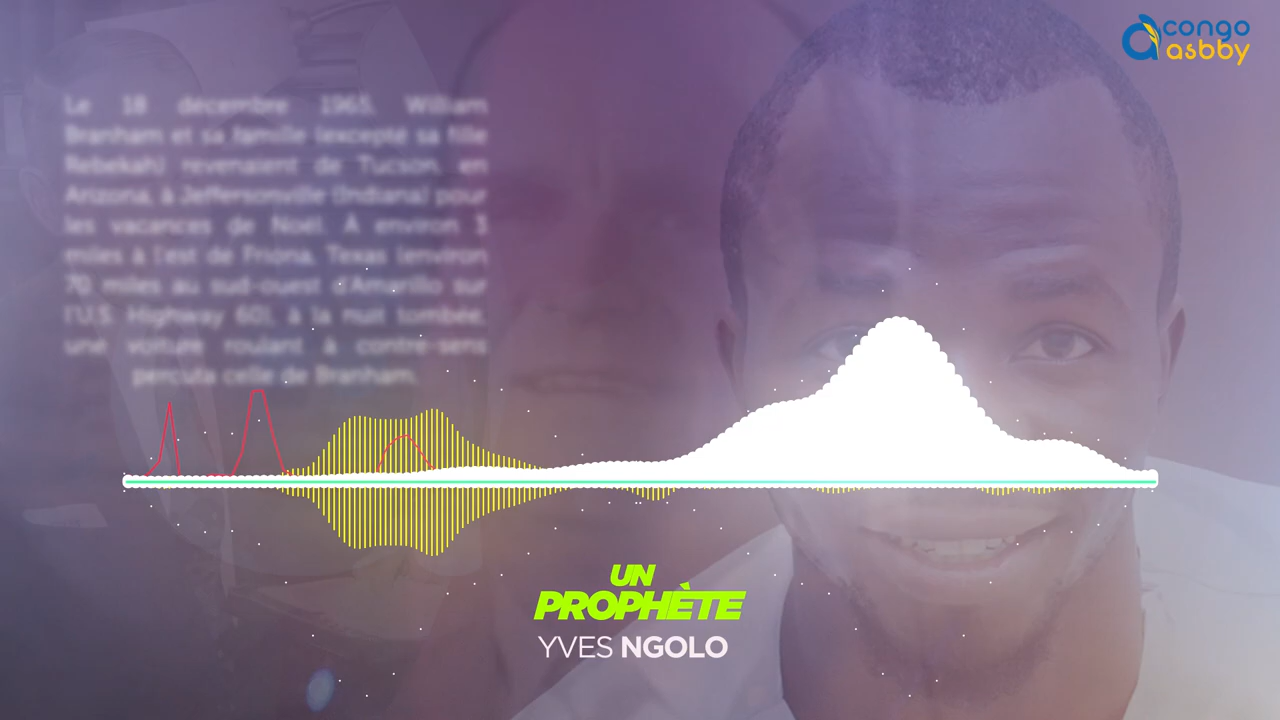 congo
asbby
Le 18 décembre 1965, William
Branham et sa famille (excepté sa fille
Rebekah) revenaient de Tucson, en
Arizona, à Jeffersonville (Indiana) pour
les vacances de Noël. À environ 3
miles à l'est de Friona, Texas (environ
70 miles au sud-ouest d'Amarillo sur
l'U.S. Highway 60), à la nuit tombée,
une voiture roulant à contre-sens
percuta celle de Branham.
UN
PROPHÈTE
YVES NGOLO